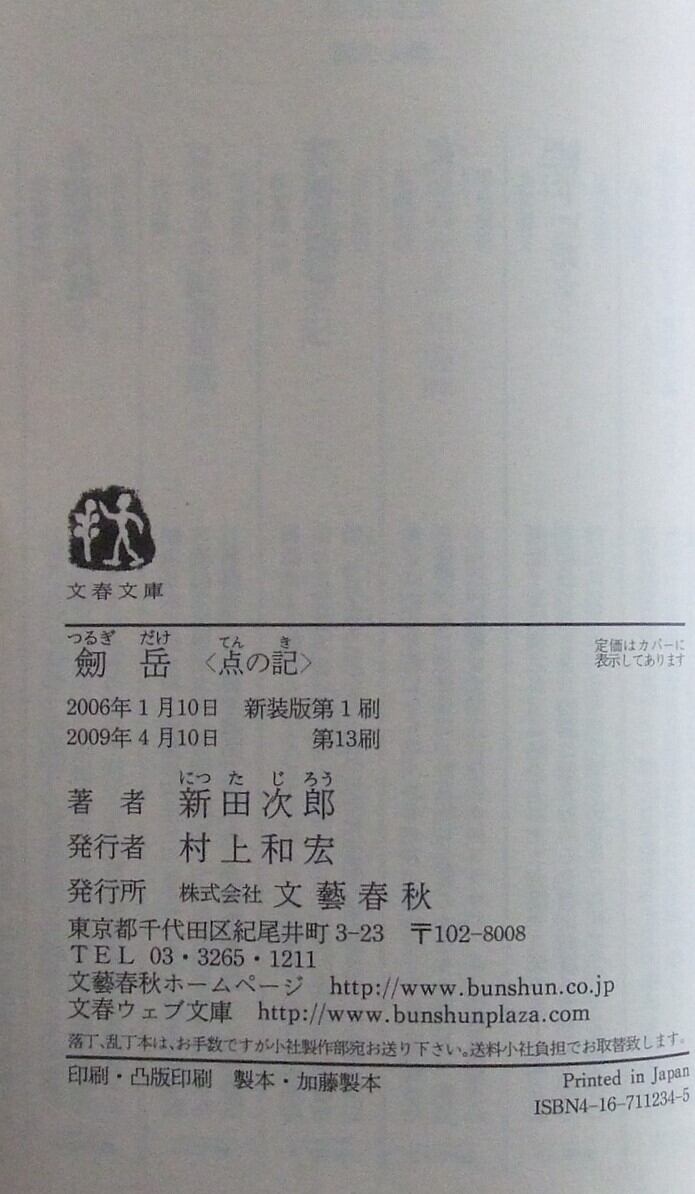 文春文庫
つるぎ だけ てん き
劒岳〈点の記〉
定価はカバーに
表示してあります
2006年1月10日 新装版第1刷
2009年4月10日 第13刷
につ た じ ろう
著者 新田次郎
発行者 村上和宏
発行所 株式会社 文藝春秋
東京都千代田区紀尾井町3-23 〒102-8008
TEL 03・3265・1211
文藝春秋ホームページ http://www.bunshun.co.jp
文春ウェブ文庫 http://www.bunshunplaza.com
落丁、乱丁本は、お手数ですが小社製作部宛お送り下さい。送料小社負担でお取替致します。
印刷・凸版印刷 製本・加藤製本
Printed in Japan
ISBN4-16-711234-5